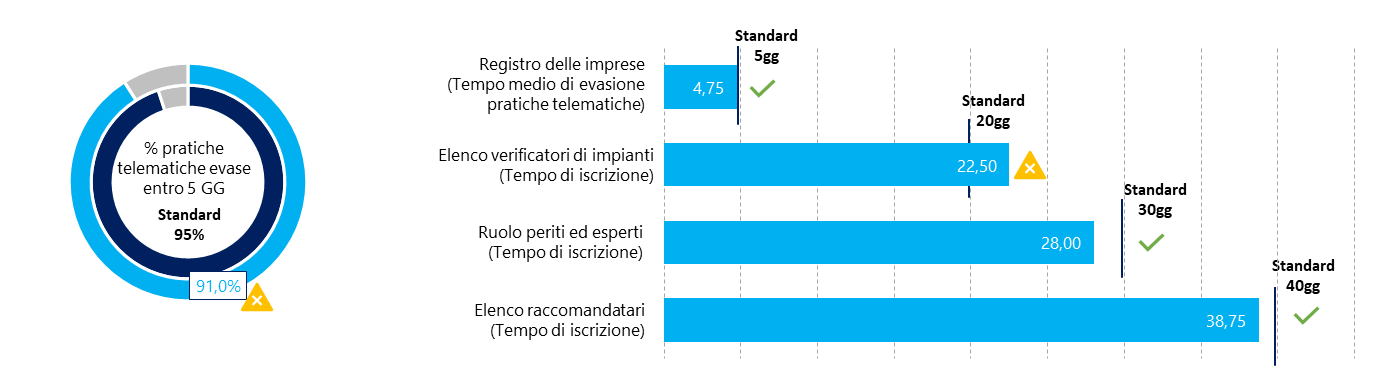 % pratiche
telematiche evase
entro 5 GG
Standard
95%
91,0%
Registro delle imprese
(Tempo medio di evasione
pratiche telematiche)
4,75
Standard
5gg
Elenco verificatori di impianti
(Tempo di iscrizione)
22,50
Standard
20gg
Ruolo periti ed esperti
(Tempo di iscrizione)
28,00
Standard
30gg
Elenco raccomandatari
(Tempo di iscrizione)
38,75
Standard
40gg